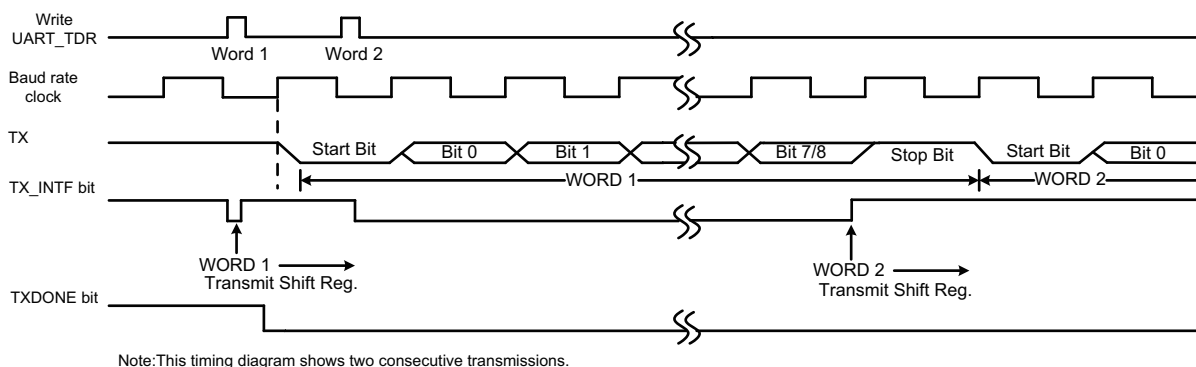 Write
UART_TDR
Word 1 Word 2
Baud rate
clock
TX
Start Bit Bit 0 Bit 1 Bit 7/8 Stop Bit Start Bit Bit 0
WORD 1 WORD 2
TX_INTF bit
WORD 1 WORD 2
Transmit Shift Reg. Transmit Shift Reg.
TXDONE bit
Note:This timing diagram shows two consecutive transmissions.